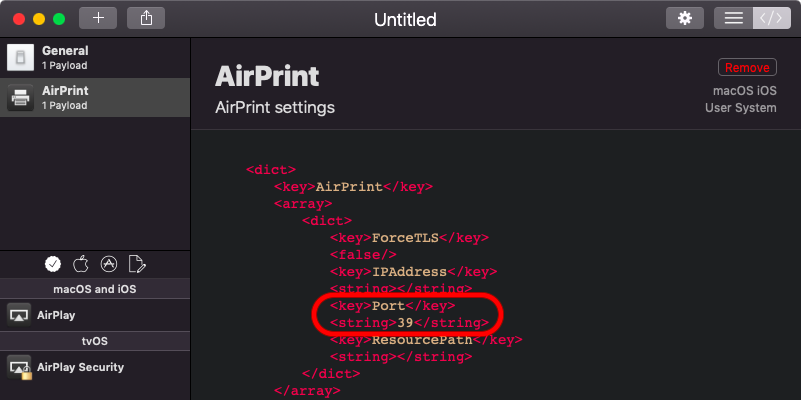 Untitled
General
1 Payload
AirPrint
1 Payload
macOS and iOS
AirPlay
tvOS
AirPlay Security
AirPrint
AirPrint settings
Remove
macOS iOS
User System
<dict>
<key>AirPrint</key>
<array>
<dict>
<key>ForceTLS</key>
<false/>
<key>IPAddress</key>
<string></string>
<key>Port</key>
<string>39</string>
<key>ResourcePath</key>
<string></string>
</dict>
</array>